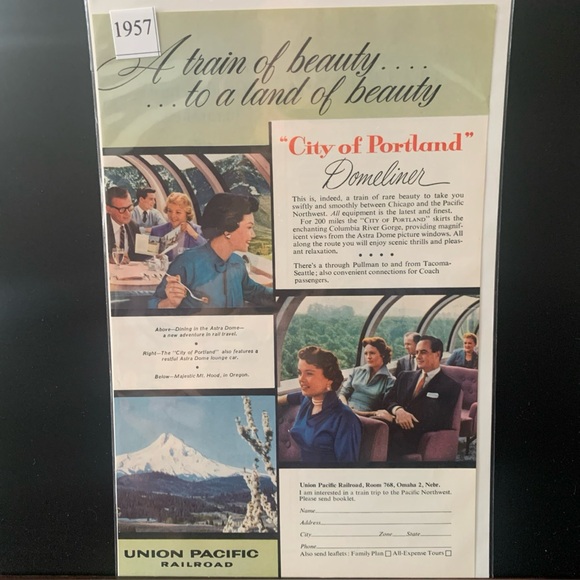 1957
A train of beauty....
...to a land of beauty
"City of Portland"
Domeliner
This is, indeed, a train of rare beauty to take you
swiftly and smoothly between Chicago and the Pacific
Northwest. All equipment is the latest and finest.
For 200 miles the "CITY OF PORTLAND" skirts the
enchanting Columbia River Gorge, providing magnif-
icent views from the Astra Dome picture windows. All
along the route you will enjoy scenic thrills and pleas-
ant relaxation.
• • • •
There's a through Pullman to and from Tacoma-
Seattle; also convenient connections for Coach
passengers.
Above—Dining in the Astra Dome—
a new adventure in rail travel.
•
Right—The "City of Portland" also features a
restful Astra Dome lounge car.
•
Below—Majestic Mt. Hood, in Oregon.
UNION PACIFIC
RAILROAD
Union Pacific Railroad, Room 768, Omaha 2, Nebr.
I am interested in a train trip to the Pacific Northwest.
Please send booklet.
Name
Address
City Zone State
Phone
Also send leaflets: Family Plan □ All-Expense Tours □